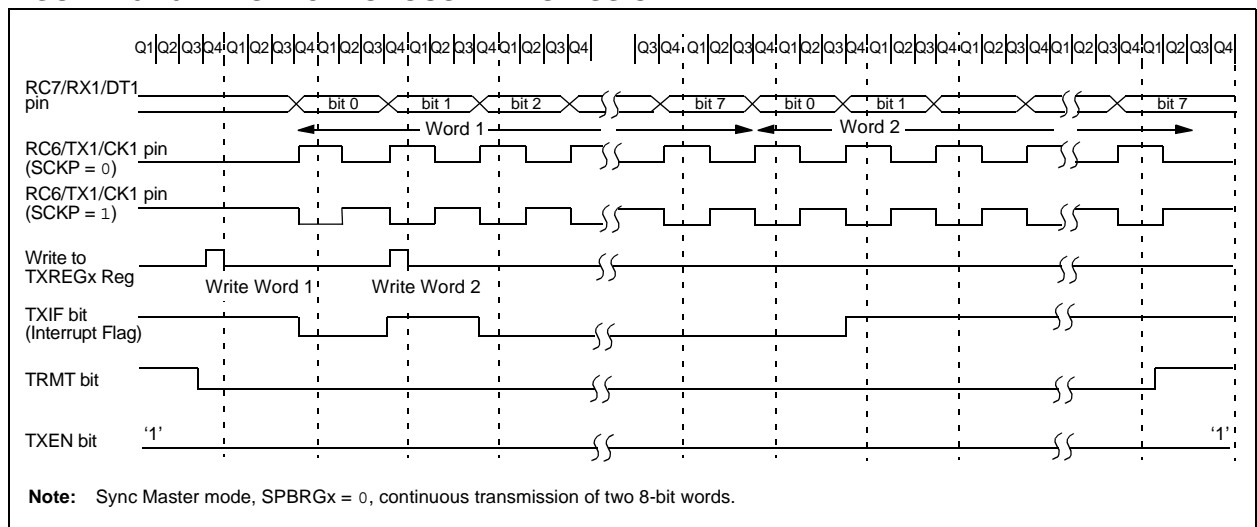 Q1 Q2 Q3 Q4 Q1 Q2 Q3 Q4 Q1 Q2 Q3 Q4 Q1 Q2 Q3 Q4 Q1 Q2 Q3 Q4 Q3 Q4 Q1 Q2 Q3 Q4 Q1 Q2 Q3 Q4 Q1 Q2 Q3 Q4 Q1 Q2 Q3 Q4 Q1 Q2 Q3 Q4 Q1 Q2 Q3 Q4
RC7/RX1/DT1
pin
bit 0 bit 1 bit 2 bit 7 bit 0 bit 1 bit 7
Word 1 Word 2
RC6/TX1/CK1 pin
(SCKP = 0)
RC6/TX1/CK1 pin
(SCKP = 1)
Write to
TXREGx Reg
Write Word 1 Write Word 2
TXIF bit
(Interrupt Flag)
TRMT bit
TXEN bit
‘1’ ‘1’
Note: Sync Master mode, SPBRGx = 0, continuous transmission of two 8-bit words.